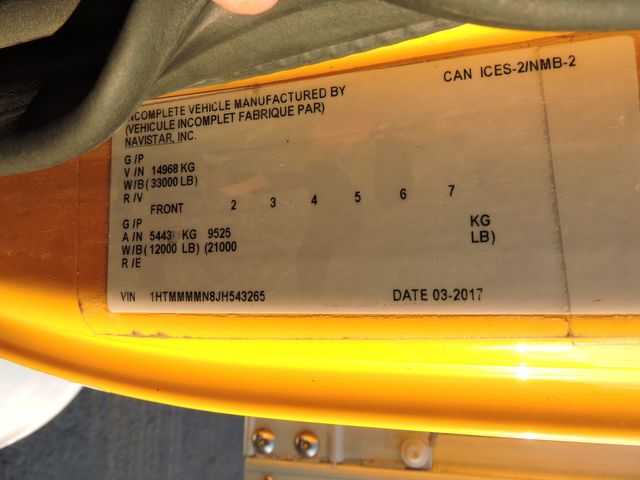 CAN ICES-2/NMB-2
INCOMPLETE VEHICLE MANUFACTURED BY
(VEHICULE INCOMPLET FABRIQUE PAR)
NAVISTAR, INC.
G /P
V /N 14968 KG
W/B (33000 LB)
R /V
FRONT 2 3 4 5 6 7
G /P
A /N 5443 KG 9525 KG
W/B (12000 LB) (21000 LB)
R /E
VIN 1HTMMMMN8JH543265 DATE 03-2017